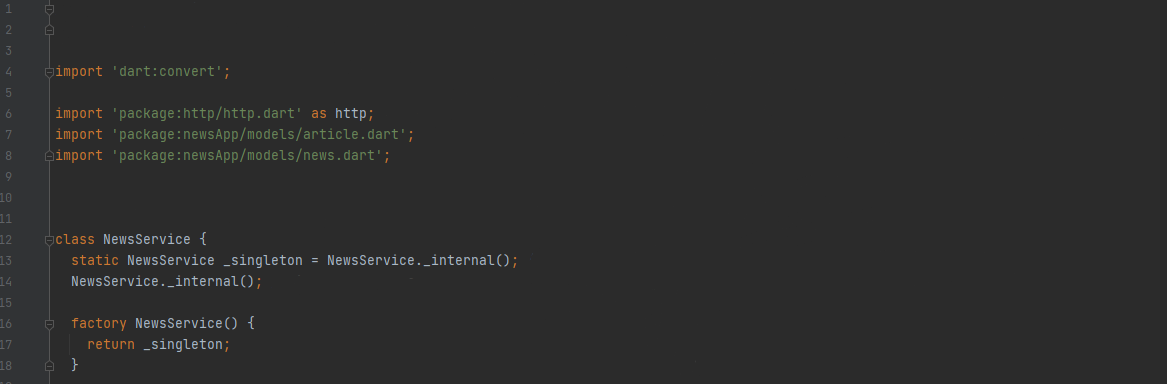 1
2
3
4 import 'dart:convert';
5
6 import 'package:http/http.dart' as http;
7 import 'package:newsApp/models/article.dart';
8 import 'package:newsApp/models/news.dart';
9
10
11
12 class NewsService {
13 static NewsService _singleton = NewsService._internal();
14 NewsService._internal();
15
16 factory NewsService() {
17 return _singleton;
18 }